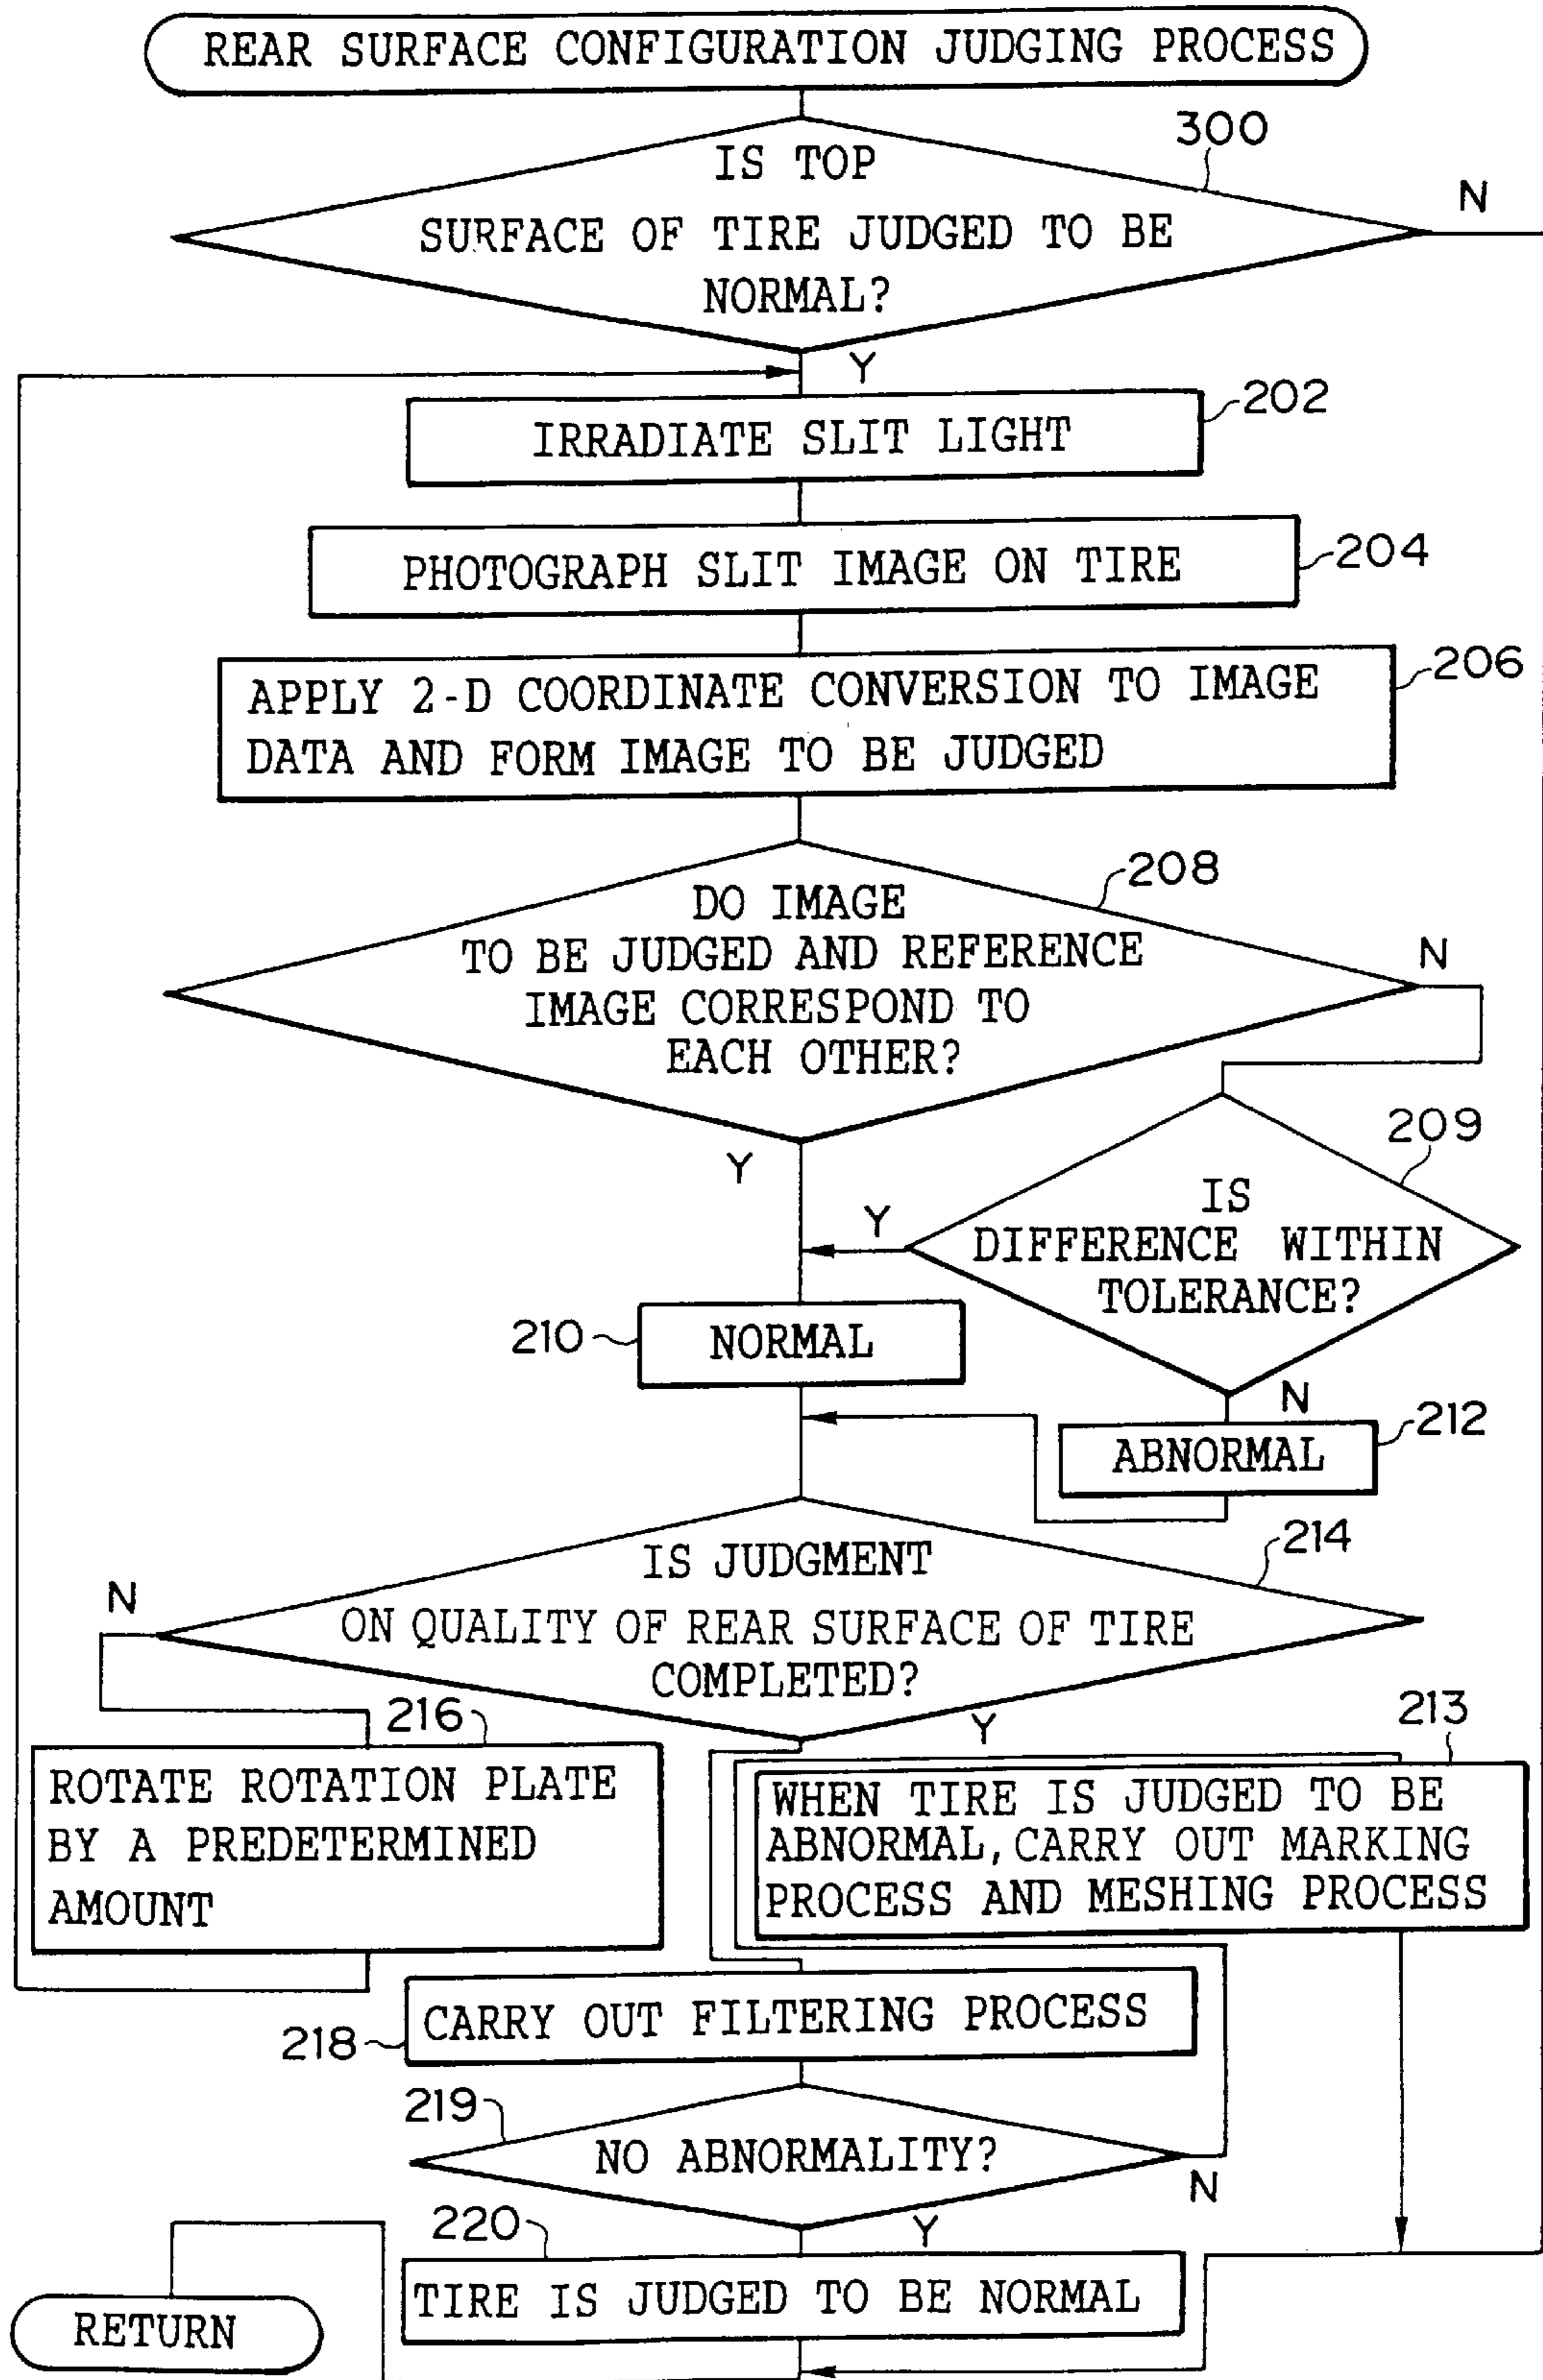 REAR SURFACE CONFIGURATION JUDGING PROCESS
300
IS TOP
SURFACE OF TIRE JUDGED TO BE
NORMAL?
N
Y
202
IRRADIATE SLIT LIGHT
204
PHOTOGRAPH SLIT IMAGE ON TIRE
206
APPLY 2-D COORDINATE CONVERSION TO IMAGE
DATA AND FORM IMAGE TO BE JUDGED
208
DO IMAGE
TO BE JUDGED AND REFERENCE
IMAGE CORRESPOND TO
EACH OTHER?
N
Y
209
IS
DIFFERENCE WITHIN
TOLERANCE?
Y
N
210
NORMAL
212
ABNORMAL
214
IS JUDGMENT
ON QUALITY OF REAR SURFACE OF TIRE
COMPLETED?
N
Y
216
ROTATE ROTATION PLATE
BY A PREDETERMINED
AMOUNT
213
WHEN TIRE IS JUDGED TO BE
ABNORMAL, CARRY OUT MARKING
PROCESS AND MESHING PROCESS
218
CARRY OUT FILTERING PROCESS
219
NO ABNORMALITY?
N
Y
220
TIRE IS JUDGED TO BE NORMAL
RETURN